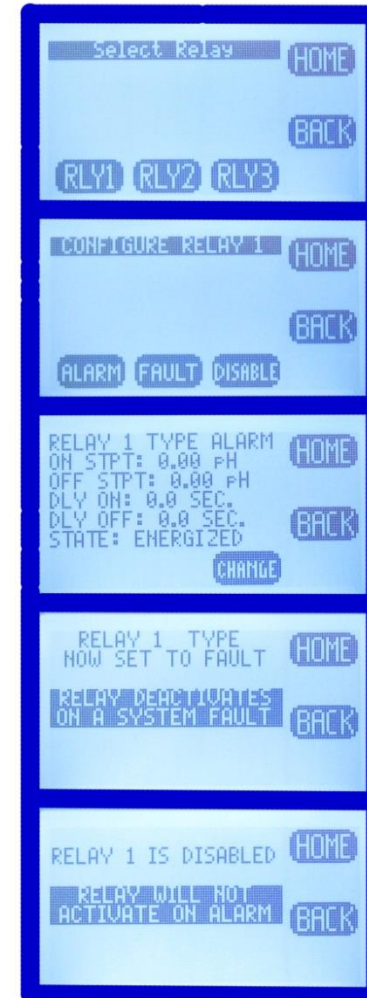 Select Relay
HOME
BACK
RLY1 RLY2 RLY3
CONFIGURE RELAY 1
HOME
BACK
ALARM FAULT DISABLE
RELAY 1 TYPE ALARM
HOME
ON STPT: 0.00 pH
OFF STPT: 0.00 pH
DLY ON: 0.0 SEC.
DLY OFF: 0.0 SEC.
BACK
STATE: ENERGIZED
CHANGE
RELAY 1 TYPE
NOW SET TO FAULT
HOME
RELAY DEACTIVATES
ON A SYSTEM FAULT
BACK
RELAY 1 IS DISABLED
HOME
RELAY WILL NOT
ACTIVATE ON ALARM
BACK